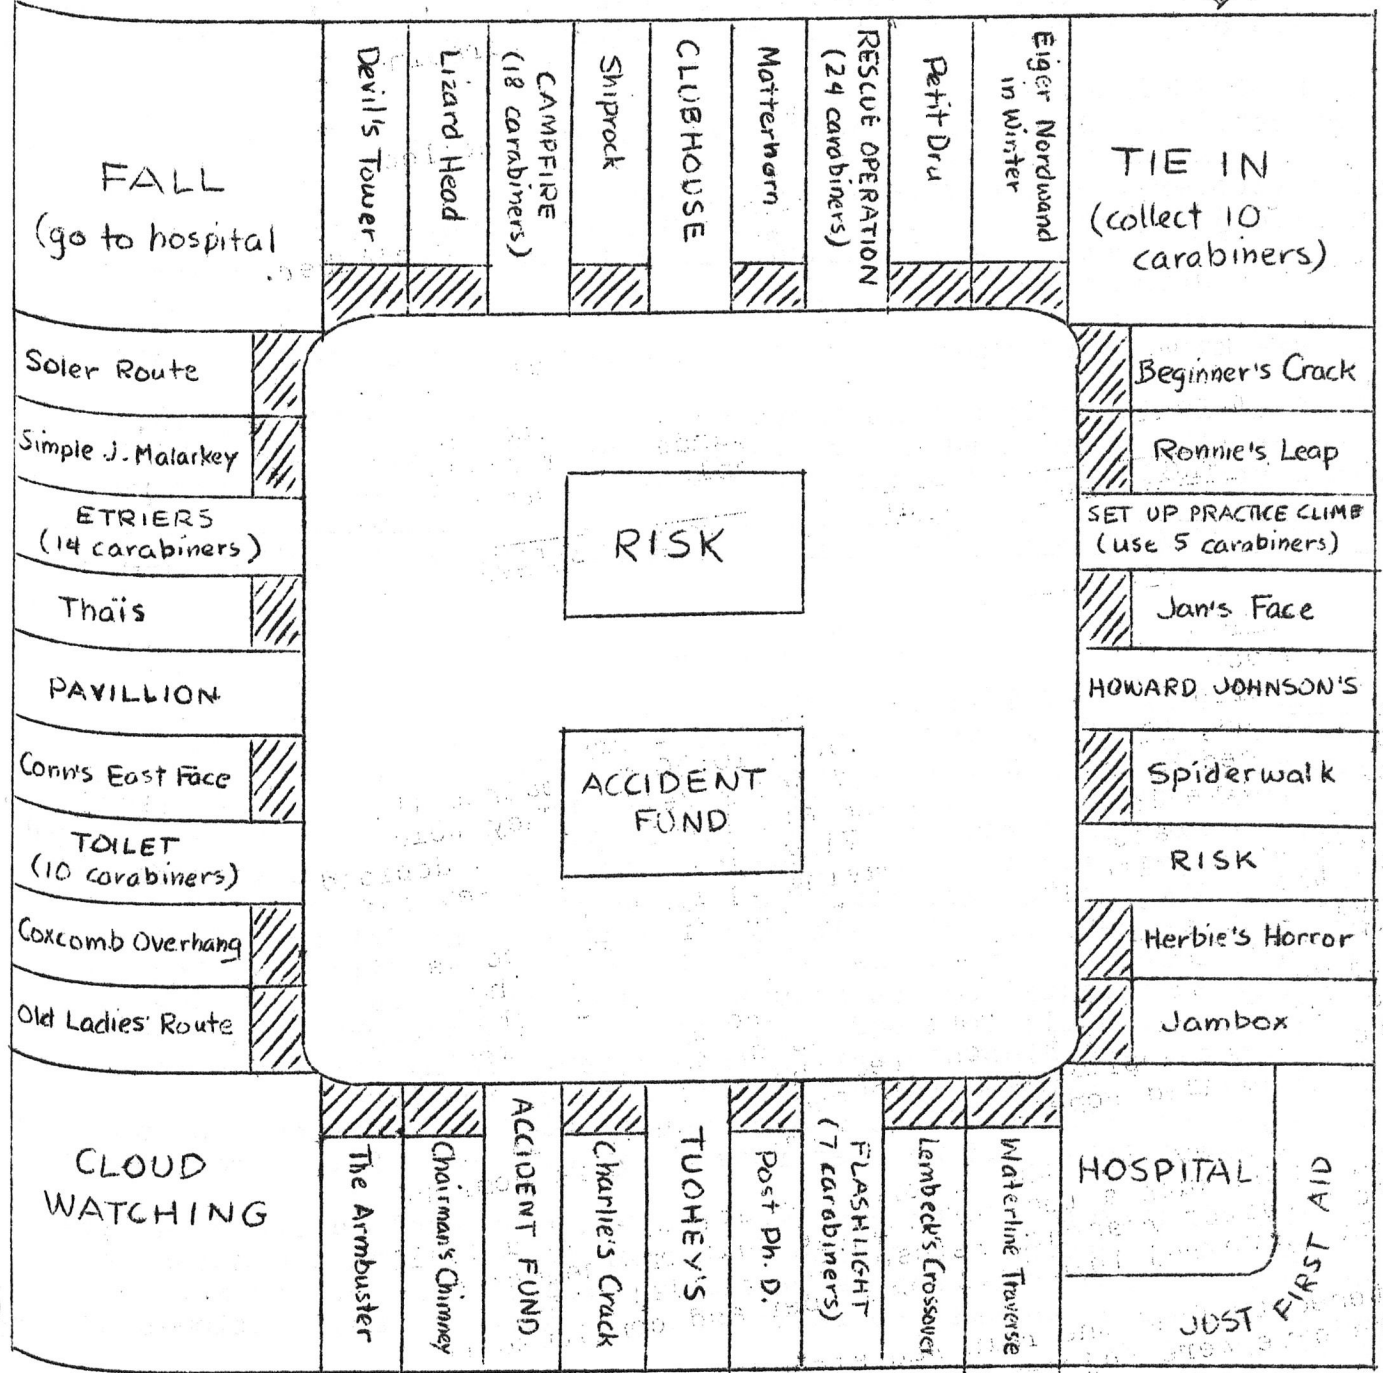 FALL
(go to hospital
Devil's Tower
Lizard Head
CAMPFIRE
(18 carabiners)
Shiprock
CLUBHOUSE
Matterhorn
RESCUE OPERATION
(24 carabiners)
Petit Dru
Eiger Nordwand
in Winter
TIE IN
(collect 10
carabiners)
Beginner's Crack
Ronnie's Leap
SET UP PRACTICE CLIMB
(use 5 carabiners)
Jan's Face
HOWARD JOHNSON'S
Spiderwalk
RISK
Herbie's Horror
Jambox
HOSPITAL
JUST FIRST AID
Waterline Traverse
Lembeck's Crossover
FLASHLIGHT
(7 carabiners)
Post Ph. D.
TUOHEY'S
Charlie's Crack
ACCIDENT FUND
Chairman's Chimney
The Armbuster
CLOUD
WATCHING
Old Ladies' Route
Coxcomb Overhang
TOILET
(10 carabiners)
Conn's East Face
PAVILLION
Thaïs
ETRIERS
(14 carabiners)
Simple J. Malarkey
Soler Route
RISK
ACCIDENT
FUND